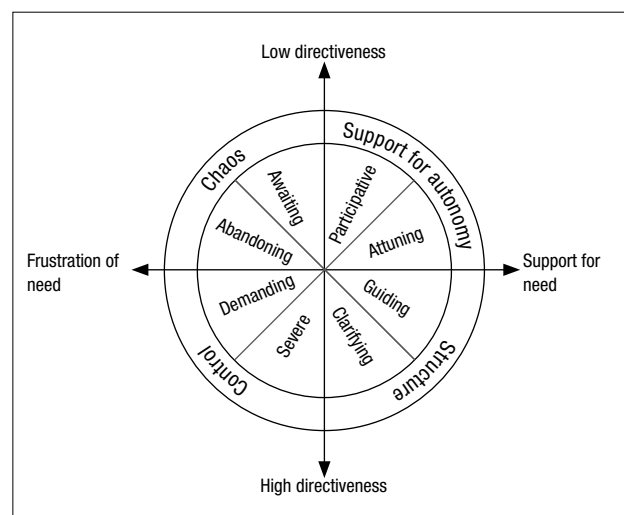 Low directiveness
Chaos
Support for autonomy
Awaiting
Participative
Abandoning
Attuning
Frustration of
need
Support for
need
Demanding
Guiding
Severe
Clarifying
Control
Structure
High directiveness